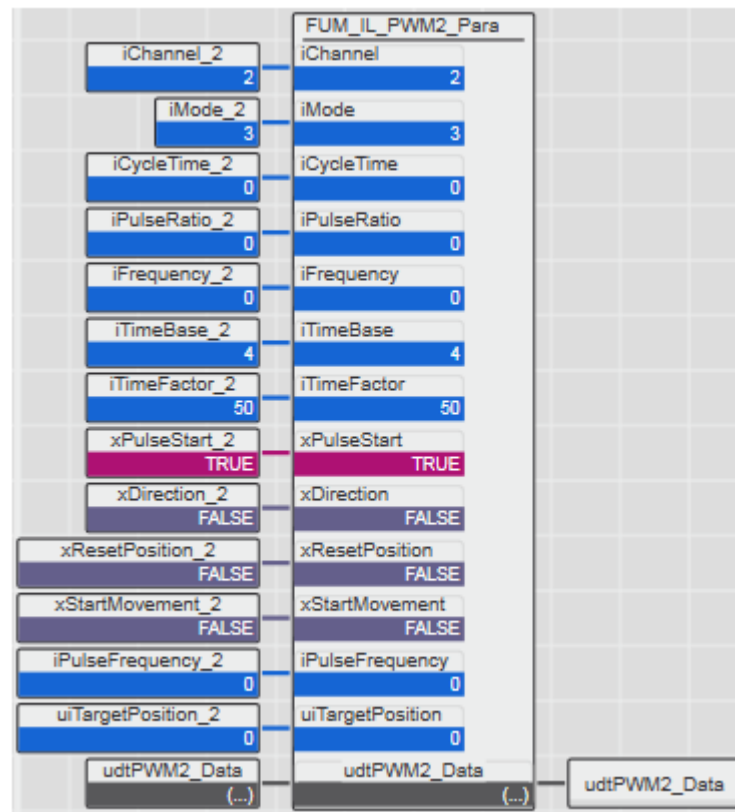 FUM_IL_PWM2_Para
iChannel_2 iChannel
2 2
iMode_2 iMode
3 3
iCycleTime_2 iCycleTime
0 0
iPulseRatio_2 iPulseRatio
0 0
iFrequency_2 iFrequency
0 0
iTimeBase_2 iTimeBase
4 4
iTimeFactor_2 iTimeFactor
50 50
xPulseStart_2 xPulseStart
TRUE TRUE
xDirection_2 xDirection
FALSE FALSE
xResetPosition_2 xResetPosition
FALSE FALSE
xStartMovement_2 xStartMovement
FALSE FALSE
iPulseFrequency_2 iPulseFrequency
0 0
uiTargetPosition_2 uiTargetPosition
0 0
udtPWM2_Data udtPWM2_Data udtPWM2_Data
(...) (...)